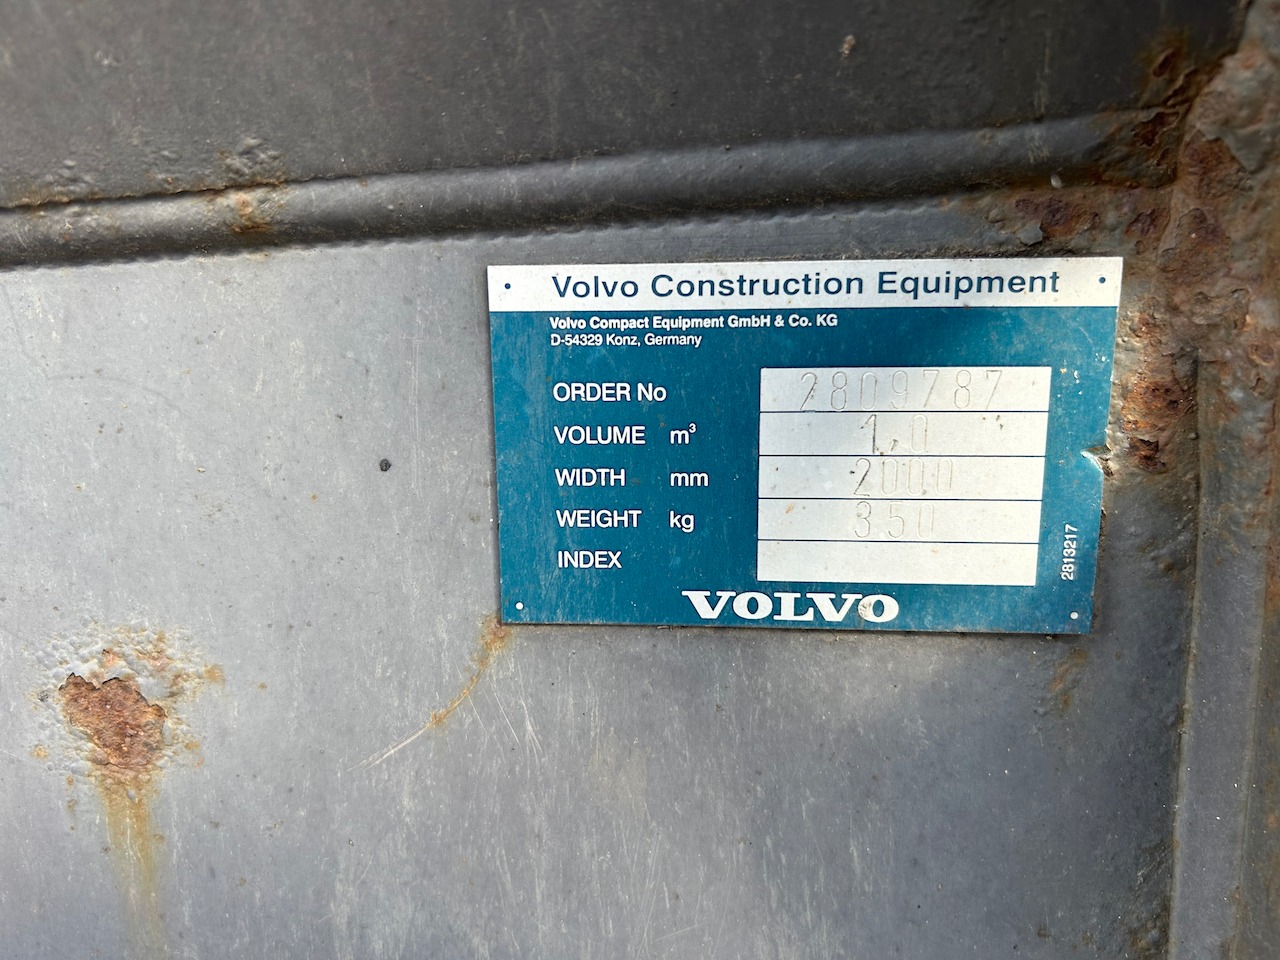 Volvo Construction Equipment
Volvo Compact Equipment GmbH & Co. KG
D-54329 Konz, Germany
ORDER No 2809787
VOLUME m³ 1,0
WIDTH mm 2000
WEIGHT kg 350
INDEX
2813217
VOLVO